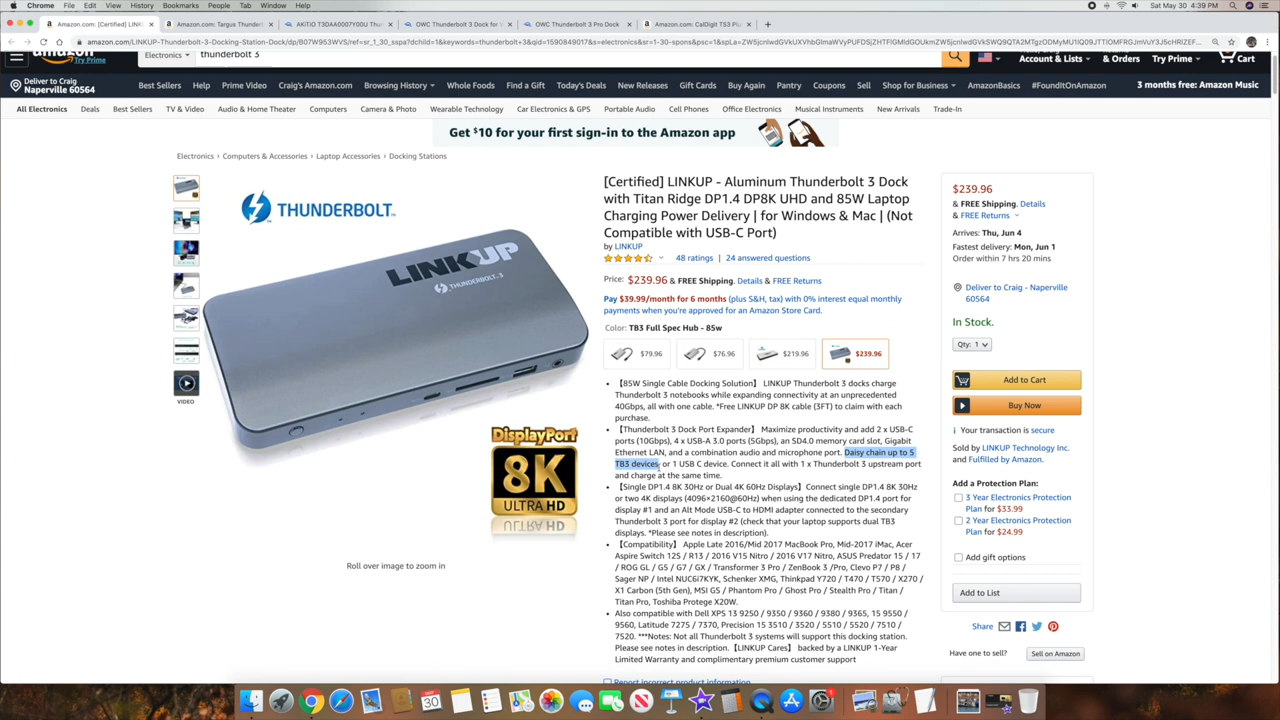 Chrome File Edit View History Bookmarks People Tab Window Help Sat May 30 4:39 PM
Amazon.com: [Certified] LINK Amazon.com: Targus Thunderb AKiTiO T3DAA0007Y00U Thu OWC Thunderbolt 3 Dock for OWC Thunderbolt 3 Pro Dock Amazon.com: CalDigit TS3 Pl
amazon Try Prime Electronics thunderbolt 3 Account & Lists & Orders Try Prime Cart
Deliver to Craig
Naperville 60564
Best Sellers Help Prime Video Craig's Amazon.com Browsing History Whole Foods Find a Gift Today's Deals New Releases Gift Cards Buy Again Pantry Coupons Sell Shop for Business AmazonBasics #FoundItOnAmazon 3 months free: Amazon Music
All Electronics Deals Best Sellers TV & Video Audio & Home Theater Computers Camera & Photo Wearable Technology Car Electronics & GPS Portable Audio Cell Phones Office Electronics Musical Instruments New Arrivals Trade-In
Get $10 for your first sign-in to the Amazon app
Electronics › Computers & Accessories › Laptop Accessories › Docking Stations
THUNDERBOLT™
LINKUP
THUNDERBOLT 3
DisplayPort
8K
ULTRA HD
VIDEO
Roll over image to zoom in
[Certified] LINKUP - Aluminum Thunderbolt 3 Dock
with Titan Ridge DP1.4 DP8K UHD and 85W Laptop
Charging Power Delivery | for Windows & Mac | (Not
Compatible with USB-C Port)
by LINKUP
48 ratings | 24 answered questions
Price: $239.96 & FREE Shipping. Details & FREE Returns
Pay $39.99/month for 6 months (plus S&H, tax) with 0% interest equal monthly
payments when you're approved for an Amazon Store Card.
Color: TB3 Full Spec Hub - 85w
$79.96 $76.96 $219.96 $239.96
• 【85W Single Cable Docking Solution】 LINKUP Thunderbolt 3 docks charge
Thunderbolt 3 notebooks while expanding connectivity at an unprecedented
40Gbps, all with one cable. *Free LINKUP DP 8K cable (3FT) to claim with each
purchase.
• 【Thunderbolt 3 Dock Port Expander】 Maximize productivity and add 2 x USB-C
ports (10Gbps), 4 x USB-A 3.0 ports (5Gbps), an SD4.0 memory card slot, Gigabit
Ethernet LAN, and a combination audio and microphone port. Daisy chain up to 5
TB3 devices or 1 USB C device. Connect it all with 1 x Thunderbolt 3 upstream port
and charge at the same time.
• 【Single DP1.4 8K 30Hz or Dual 4K 60Hz Displays】 Connect single DP1.4 8K 30Hz
or two 4K displays (4096×2160@60Hz) when using the dedicated DP1.4 port for
display #1 and an Alt Mode USB-C to HDMI adapter connected to the secondary
Thunderbolt 3 port for display #2 (check that your laptop supports dual TB3
displays. *Please see notes in description).
• 【Compatibility】 Apple Late 2016/Mid 2017 MacBook Pro, Mid-2017 iMac, Acer
Aspire Switch 12S / R13 / 2016 V15 Nitro / 2016 V17 Nitro, ASUS Predator 15 / 17
/ ROG GL / G5 / G7 / GX / Transformer 3 Pro / ZenBook 3 /Pro, Clevo P7 / P8 /
Sager NP / Intel NUC6i7KYK, Schenker XMG, Thinkpad Y720 / T470 / T570 / X270 /
X1 Carbon (5th Gen), MSI GS / Phantom Pro / Ghost Pro / Stealth Pro / Titan /
Titan Pro, Toshiba Protege X20W.
• Also compatible with Dell XPS 13 9250 / 9350 / 9360 / 9380 / 9365, 15 9550 /
9560, Latitude 7275 / 7370, Precision 15 3510 / 3520 / 5510 / 5520 / 7510 /
7520. ***Notes: Not all Thunderbolt 3 systems will support this docking station.
Please see notes in description.【LINKUP Cares】 backed by a LINKUP 1-Year
Limited Warranty and complimentary premium customer support
Report incorrect product information
$239.96
& FREE Shipping. Details
& FREE Returns
Arrives: Thu, Jun 4
Fastest delivery: Mon, Jun 1
Order within 7 hrs 20 mins
Deliver to Craig - Naperville
60564
In Stock.
Qty: 1
Add to Cart
Buy Now
Your transaction is secure
Sold by LINKUP Technology Inc.
and Fulfilled by Amazon.
Add a Protection Plan:
3 Year Electronics Protection
Plan for $33.99
2 Year Electronics Protection
Plan for $24.99
Add gift options
Add to List
Share
Have one to sell? Sell on Amazon